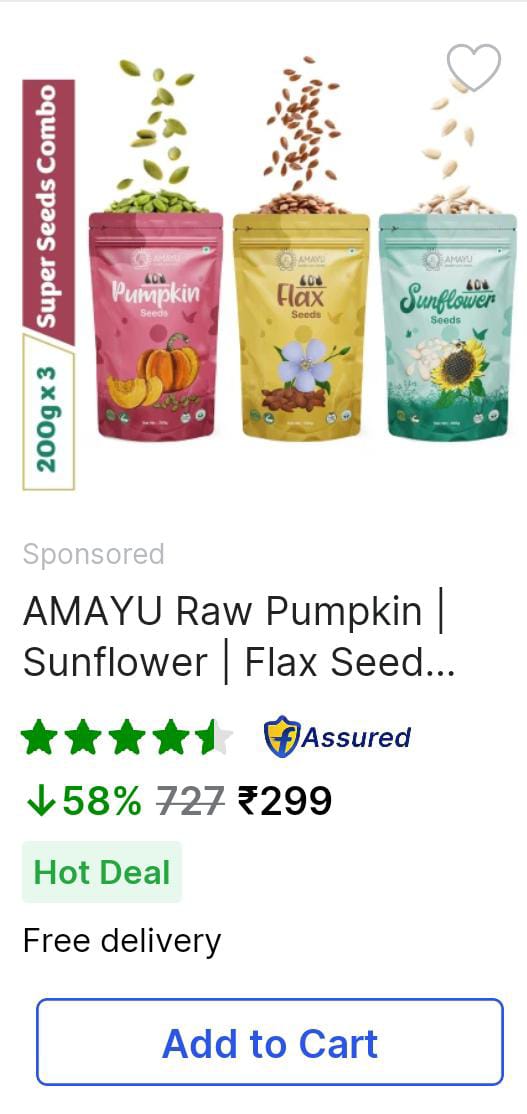 Super Seeds Combo
200g x 3
AMAYU
Pumpkin
Seeds
AMAYU
Flax
Seeds
AMAYU
Sunflower
Seeds
Sponsored
AMAYU Raw Pumpkin |
Sunflower | Flax Seed...
Assured
↓58% 727 ₹299
Hot Deal
Free delivery
Add to Cart